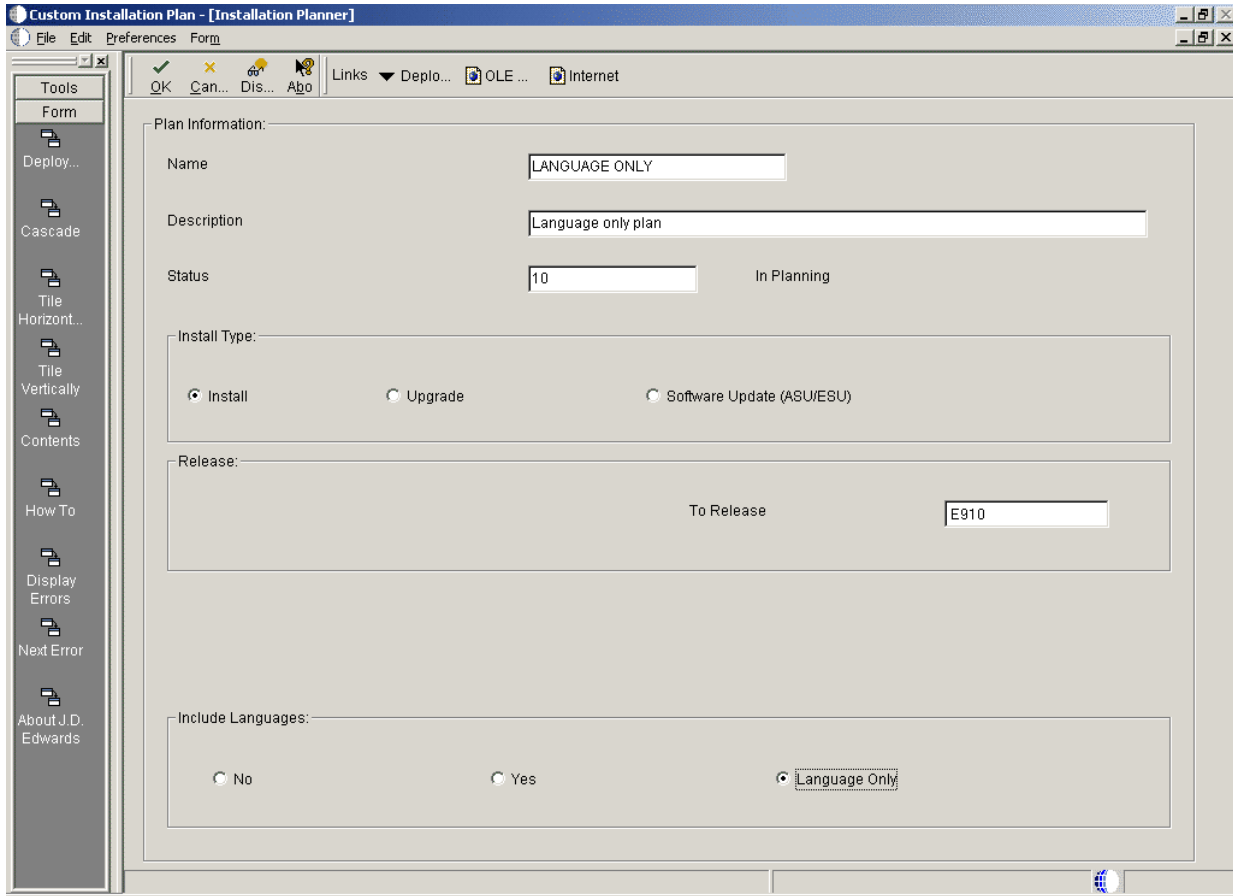 Custom Installation Plan - [Installation Planner]
File Edit Preferences Form
Tools
Form
Deploy...
Cascade
Tile
Horizont...
Tile
Vertically
Contents
How To
Display
Errors
Next Error
About J.D.
Edwards
OK Can... Dis... Abo Links Deplo... OLE ... Internet
Plan Information:
Name LANGUAGE ONLY
Description Language only plan
Status 10 In Planning
Install Type:
Install Upgrade Software Update (ASU/ESU)
Release:
To Release E910
Include Languages:
No Yes Language Only